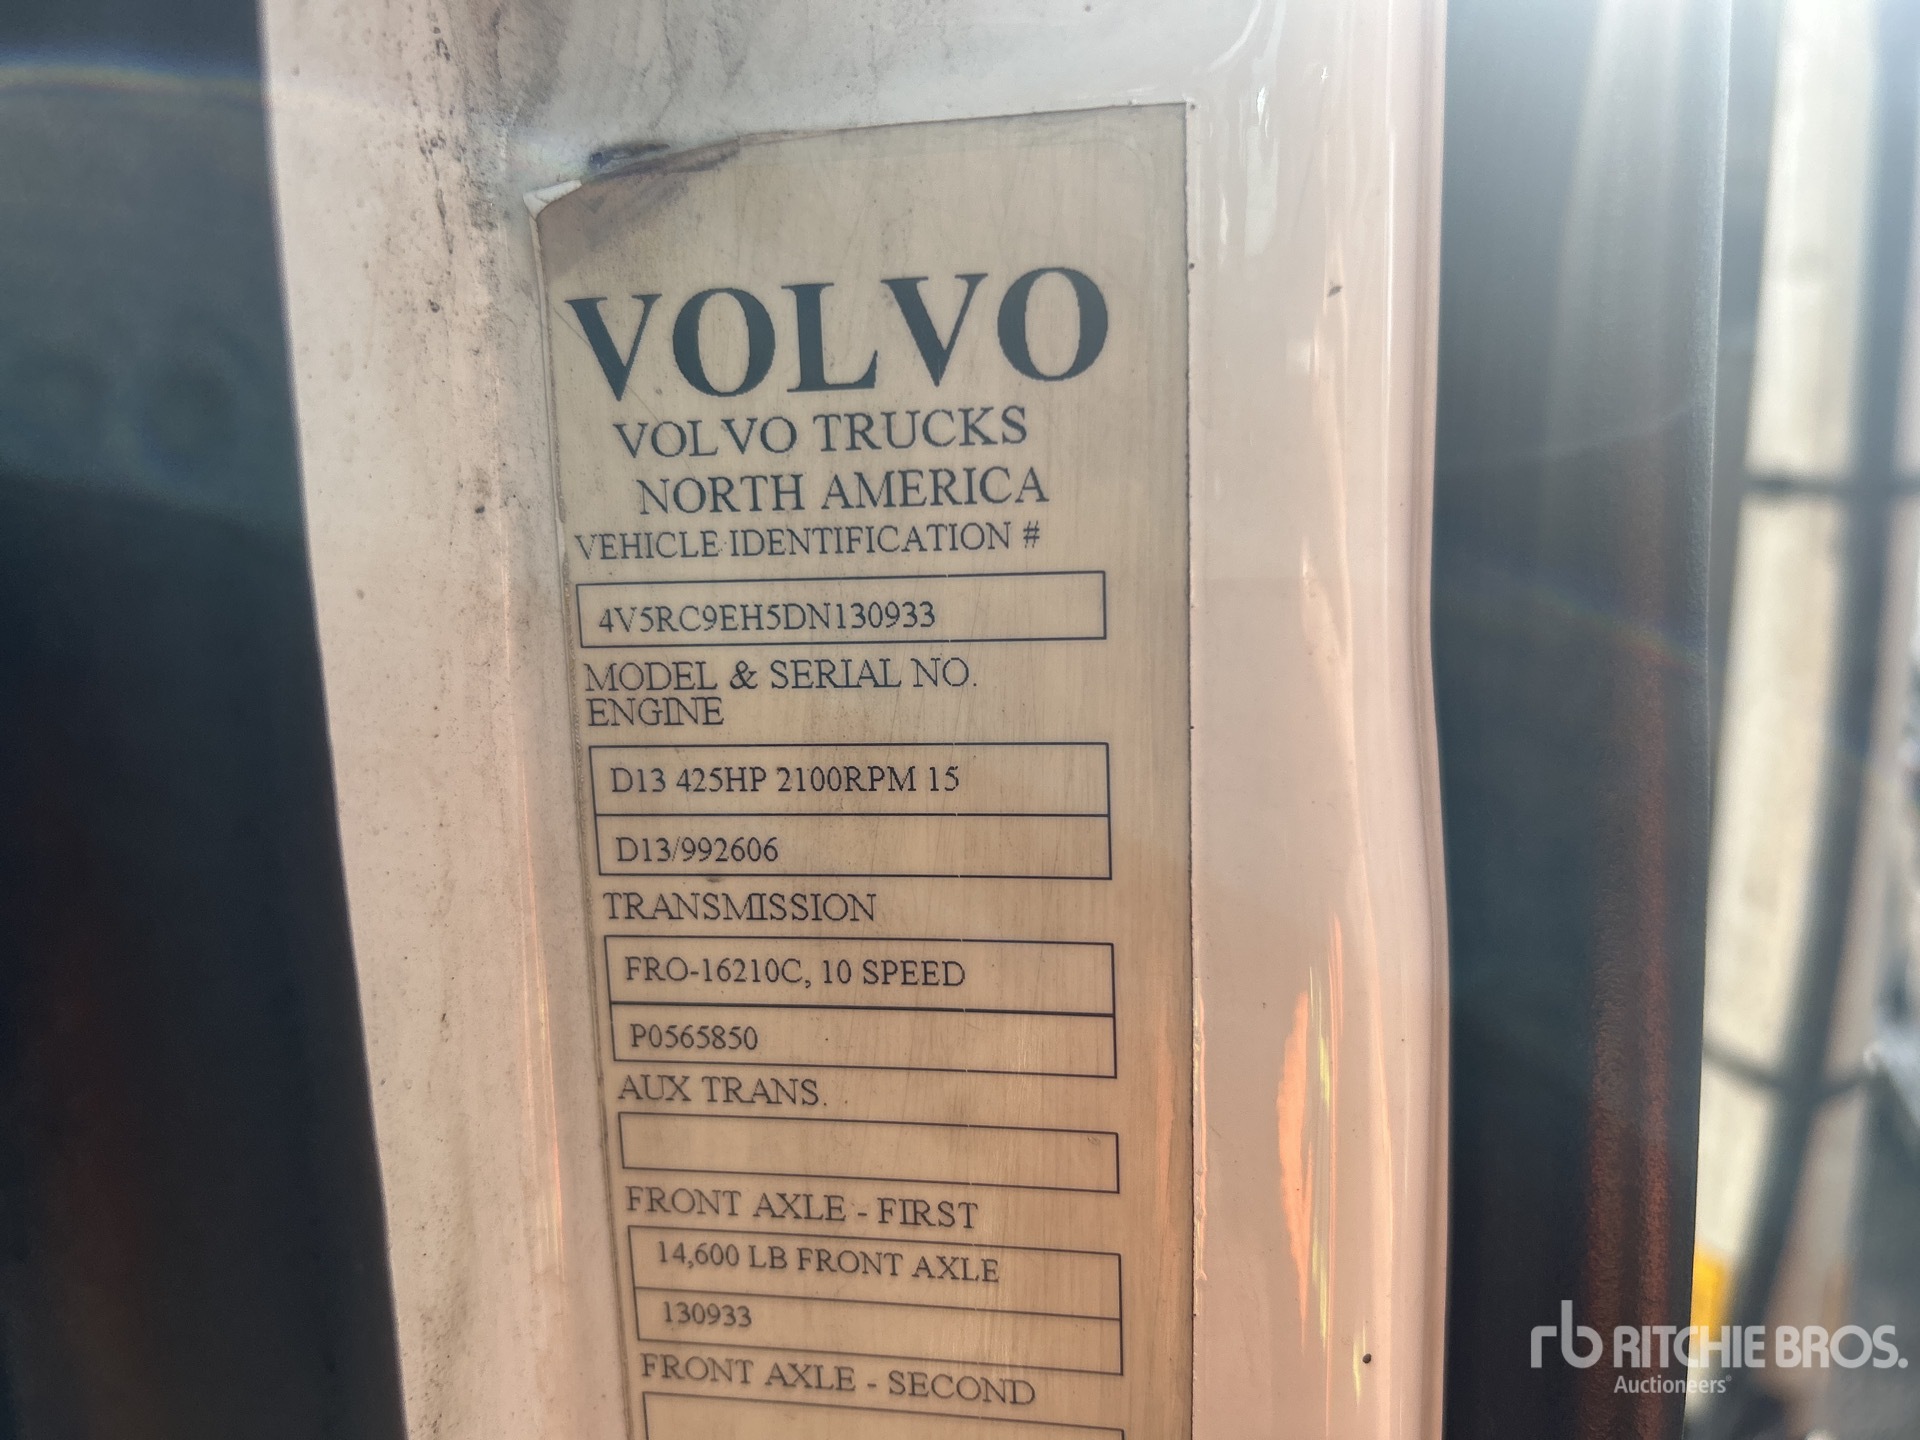 VOLVO
VOLVO TRUCKS
NORTH AMERICA
VEHICLE IDENTIFICATION #
4V5RC9EH5DN130933
MODEL & SERIAL NO.
ENGINE
D13 425HP 2100RPM 15
D13/992606
TRANSMISSION
FRO-16210C, 10 SPEED
P0565850
AUX TRANS.
FRONT AXLE - FIRST
14,600 LB FRONT AXLE
130933
FRONT AXLE - SECOND
rb RITCHIE BROS.
Auctioneers®